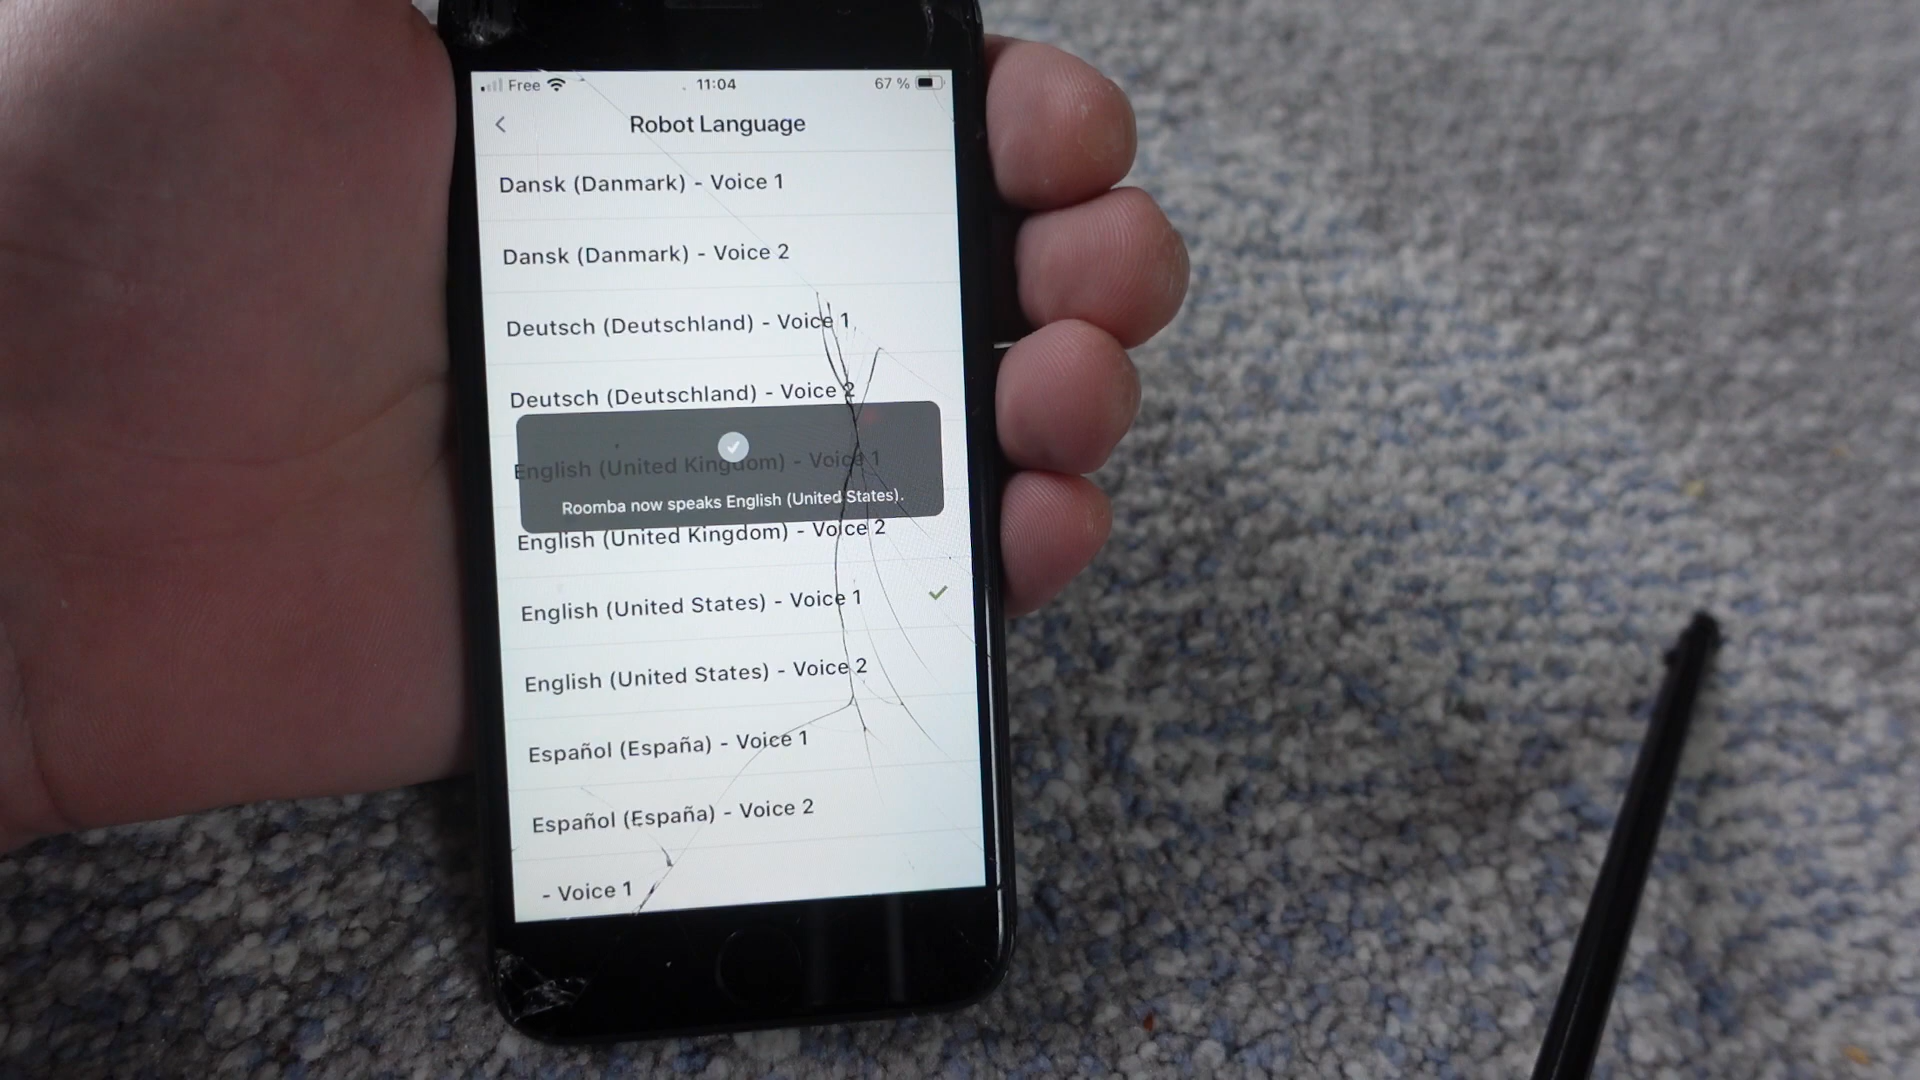 Free 11:04 67 %
Robot Language
Dansk (Danmark) - Voice 1
Dansk (Danmark) - Voice 2
Deutsch (Deutschland) - Voice 1
Deutsch (Deutschland) - Voice 2
English (United Kingdom) - Voice 1
Roomba now speaks English (United States).
English (United Kingdom) - Voice 2
English (United States) - Voice 1
English (United States) - Voice 2
Español (España) - Voice 1
Español (España) - Voice 2
- Voice 1